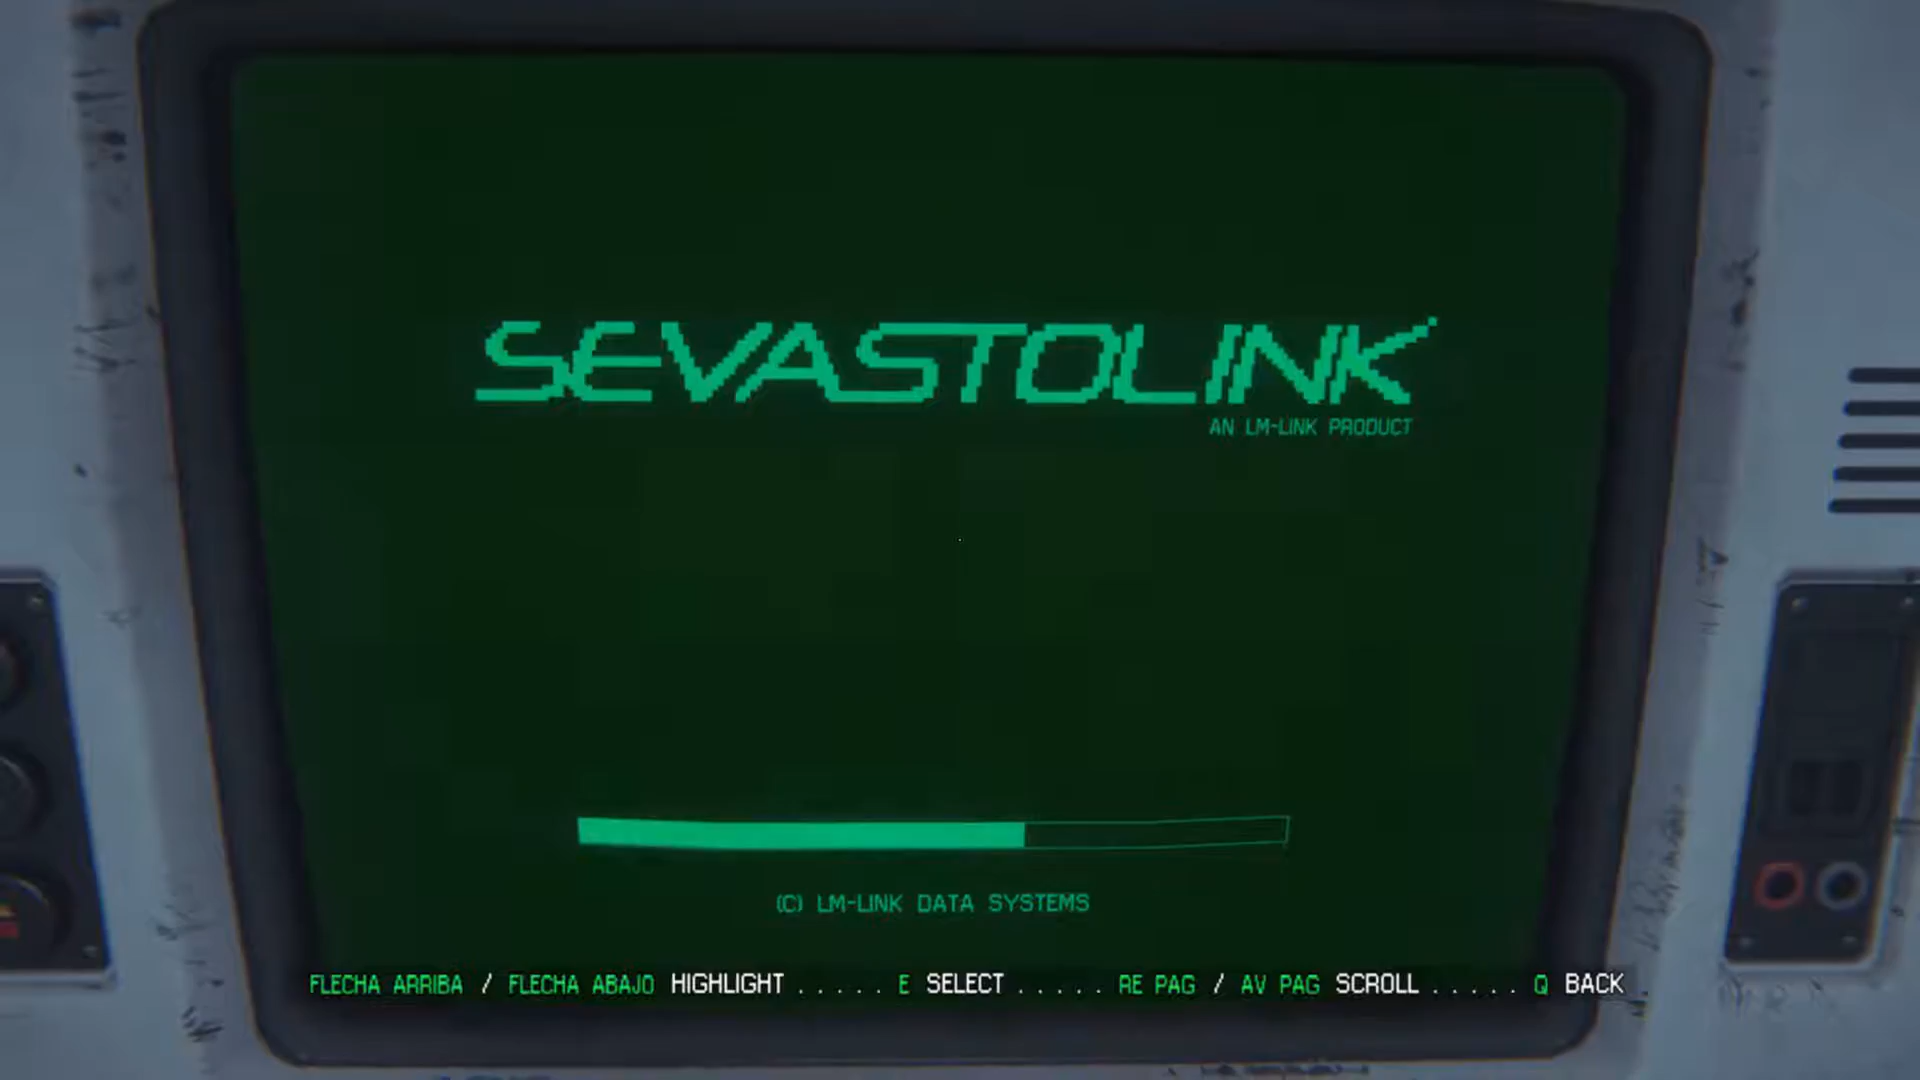 SEVASTOLINK
AN LM-LINK PRODUCT
(C) LM-LINK DATA SYSTEMS
FLECHA ARRIBA / FLECHA ABAJO HIGHLIGHT ..... E SELECT ..... RE PAG / AV PAG SCROLL ..... Q BACK